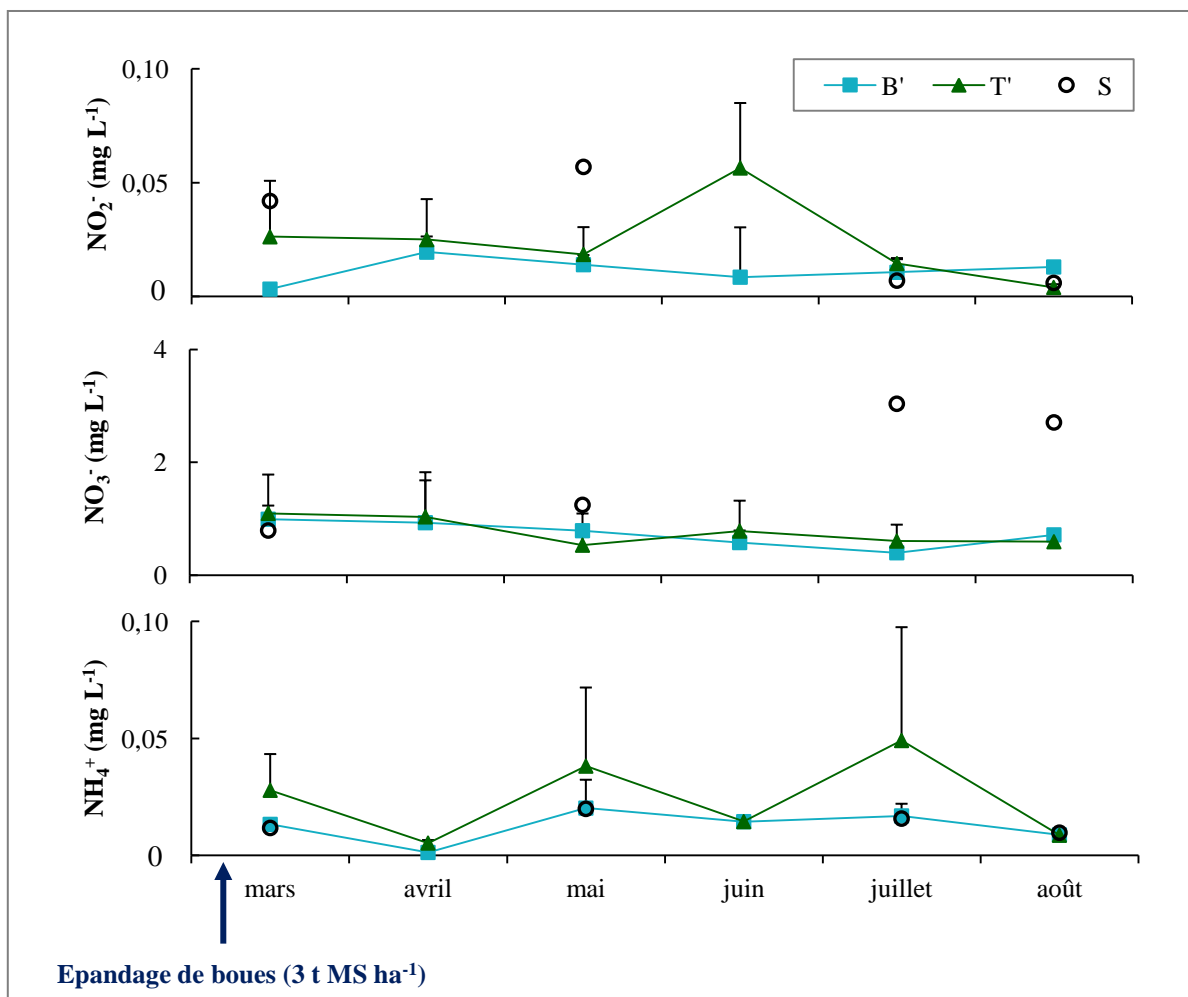 B' T' S
NO₂⁻ (mg L⁻¹)
0,10
0,05
0
NO₃⁻ (mg L⁻¹)
4
2
0
NH₄⁺ (mg L⁻¹)
0,10
0,05
0
mars avril mai juin juillet août
Epandage de boues (3 t MS ha⁻¹)